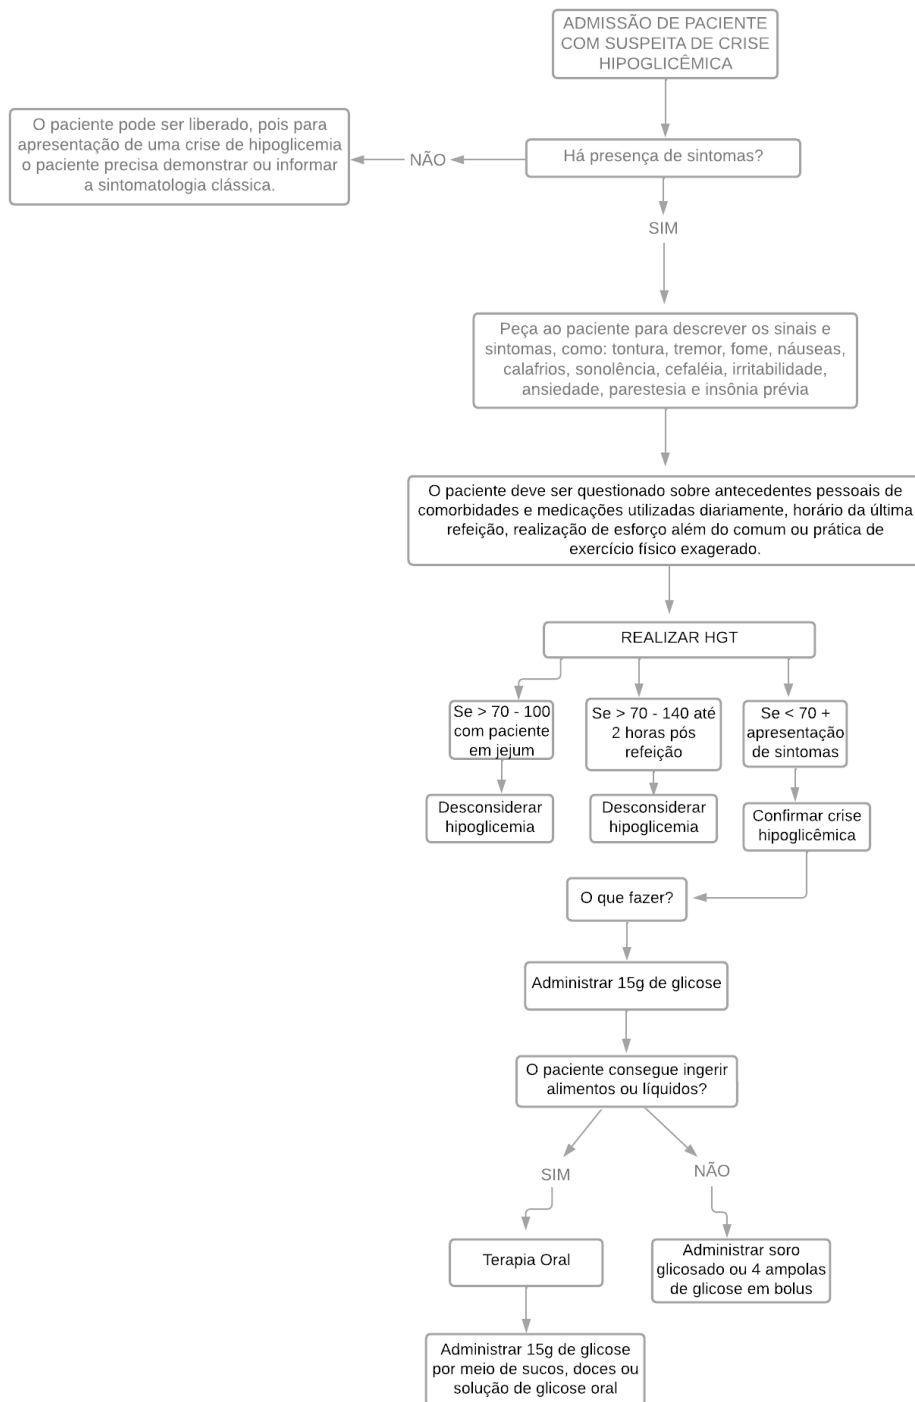 ADMISSÃO DE PACIENTE
COM SUSPEITA DE CRISE
HIPOGLICÊMICA
O paciente pode ser liberado, pois para
apresentação de uma crise de hipoglicemia
o paciente precisa demonstrar ou informar
a sintomatologia clássica.
NÃO
Há presença de sintomas?
SIM
Peça ao paciente para descrever os sinais e
sintomas, como: tontura, tremor, fome, náuseas,
calafrios, sonolência, cefaléia, irritabilidade,
ansiedade, parestesia e insônia prévia
O paciente deve ser questionado sobre antecedentes pessoais de
comorbidades e medicações utilizadas diariamente, horário da última
refeição, realização de esforço além do comum ou prática de
exercício físico exagerado.
REALIZAR HGT
Se > 70 - 100
com paciente
em jejum
Se > 70 - 140 até
2 horas pós
refeição
Se < 70 +
apresentação
de sintomas
Desconsiderar
hipoglicemia
Desconsiderar
hipoglicemia
Confirmar crise
hipoglicêmica
O que fazer?
Administrar 15g de glicose
O paciente consegue ingerir
alimentos ou líquidos?
SIM
NÃO
Terapia Oral
Administrar soro
glicosado ou 4 ampolas
de glicose em bolus
Administrar 15g de glicose
por meio de sucos, doces ou
solução de glicose oral